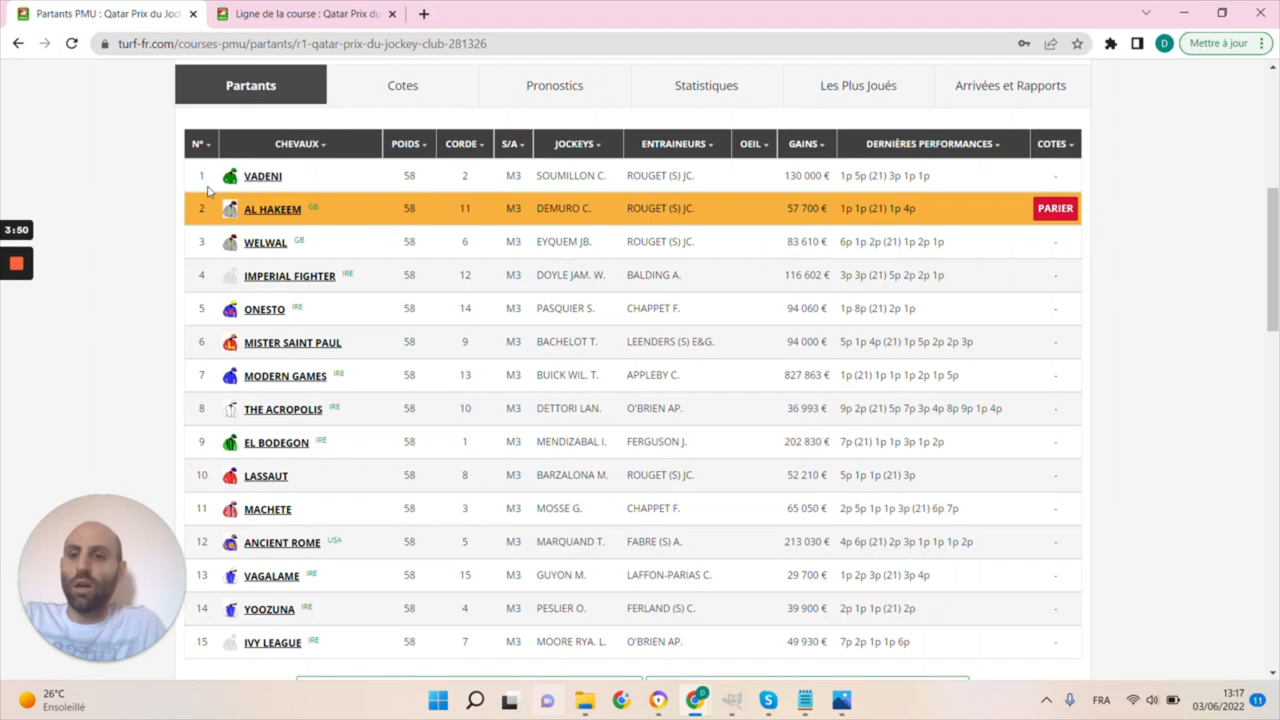 Partants PMU : Qatar Prix du Joc
Ligne de la course : Qatar Prix du
turf-fr.com/courses-pmu/partants/r1-qatar-prix-du-jockey-club-281326
D
Mettre à jour
Partants Cotes Pronostics Statistiques Les Plus Joués Arrivées et Rapports
N° CHEVAUX POIDS CORDE S/A JOCKEYS ENTRAINEURS OEIL GAINS DERNIÈRES PERFORMANCES COTES
1 VADENI 58 2 M3 SOUMILLON C. ROUGET (S) JC. 130 000 € 1p 5p (21) 3p 1p 1p -
2 AL HAKEEM GB 58 11 M3 DEMURO C. ROUGET (S) JC. 57 700 € 1p 1p (21) 1p 4p PARIER
3:50
3 WELWAL GB 58 6 M3 EYQUEM JB. ROUGET (S) JC. 83 610 € 6p 1p 2p (21) 1p 2p 1p -
4 IMPERIAL FIGHTER IRE 58 12 M3 DOYLE JAM. W. BALDING A. 116 602 € 3p 3p (21) 5p 2p 2p 1p -
5 ONESTO IRE 58 14 M3 PASQUIER S. CHAPPET F. 94 060 € 1p 8p (21) 2p 1p -
6 MISTER SAINT PAUL 58 9 M3 BACHELOT T. LEENDERS (S) E&G. 94 000 € 5p 1p 4p (21) 1p 5p 2p 2p 3p -
7 MODERN GAMES IRE 58 13 M3 BUICK WIL. T. APPLEBY C. 827 863 € 1p (21) 1p 1p 1p 2p 1p 5p -
8 THE ACROPOLIS IRE 58 10 M3 DETTORI LAN. O'BRIEN AP. 36 993 € 9p 2p (21) 5p 7p 3p 4p 8p 9p 1p 4p -
9 EL BODEGON IRE 58 1 M3 MENDIZABAL I. FERGUSON J. 202 830 € 7p (21) 1p 1p 3p 1p 2p -
10 LASSAUT 58 8 M3 BARZALONA M. ROUGET (S) JC. 52 210 € 5p 1p 1p (21) 3p -
11 MACHETE 58 3 M3 MOSSE G. CHAPPET F. 65 050 € 2p 5p 1p 1p 3p (21) 6p 7p -
12 ANCIENT ROME USA 58 5 M3 MARQUAND T. FABRE (S) A. 213 030 € 4p 6p (21) 2p 3p 1p 1p 1p 2p -
13 VAGALAME IRE 58 15 M3 GUYON M. LAFFON-PARIAS C. 29 700 € 1p 2p 3p (21) 3p 4p -
14 YOOZUNA IRE 58 4 M3 PESLIER O. FERLAND (S) C. 39 900 € 2p 1p 1p (21) 2p -
15 IVY LEAGUE IRE 58 7 M3 MOORE RYA. L. O'BRIEN AP. 49 930 € 7p 2p 1p 1p 6p -
26°C
Ensoleillé
D
FRA
13:17
03/06/2022
11